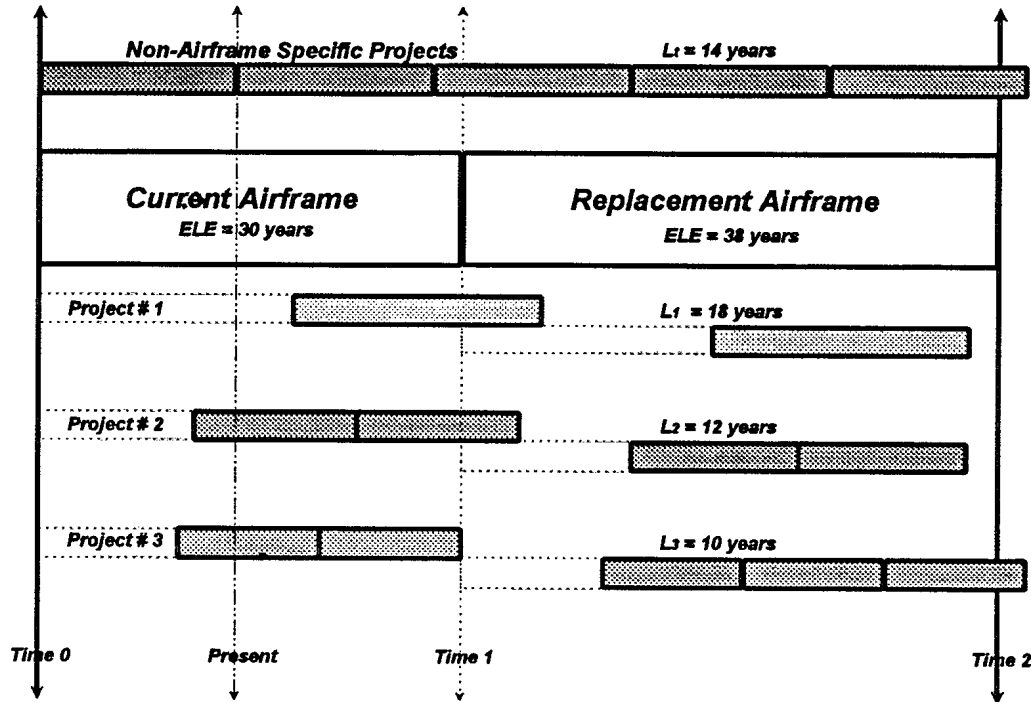 Non-Airframe Specific Projects
Lt = 14 years
Current Airframe
ELE = 30 years
Replacement Airframe
ELE = 38 years
Project # 1
L1 = 18 years
Project # 2
L2 = 12 years
Project # 3
L3 = 10 years
Time 0
Present
Time 1
Time 2